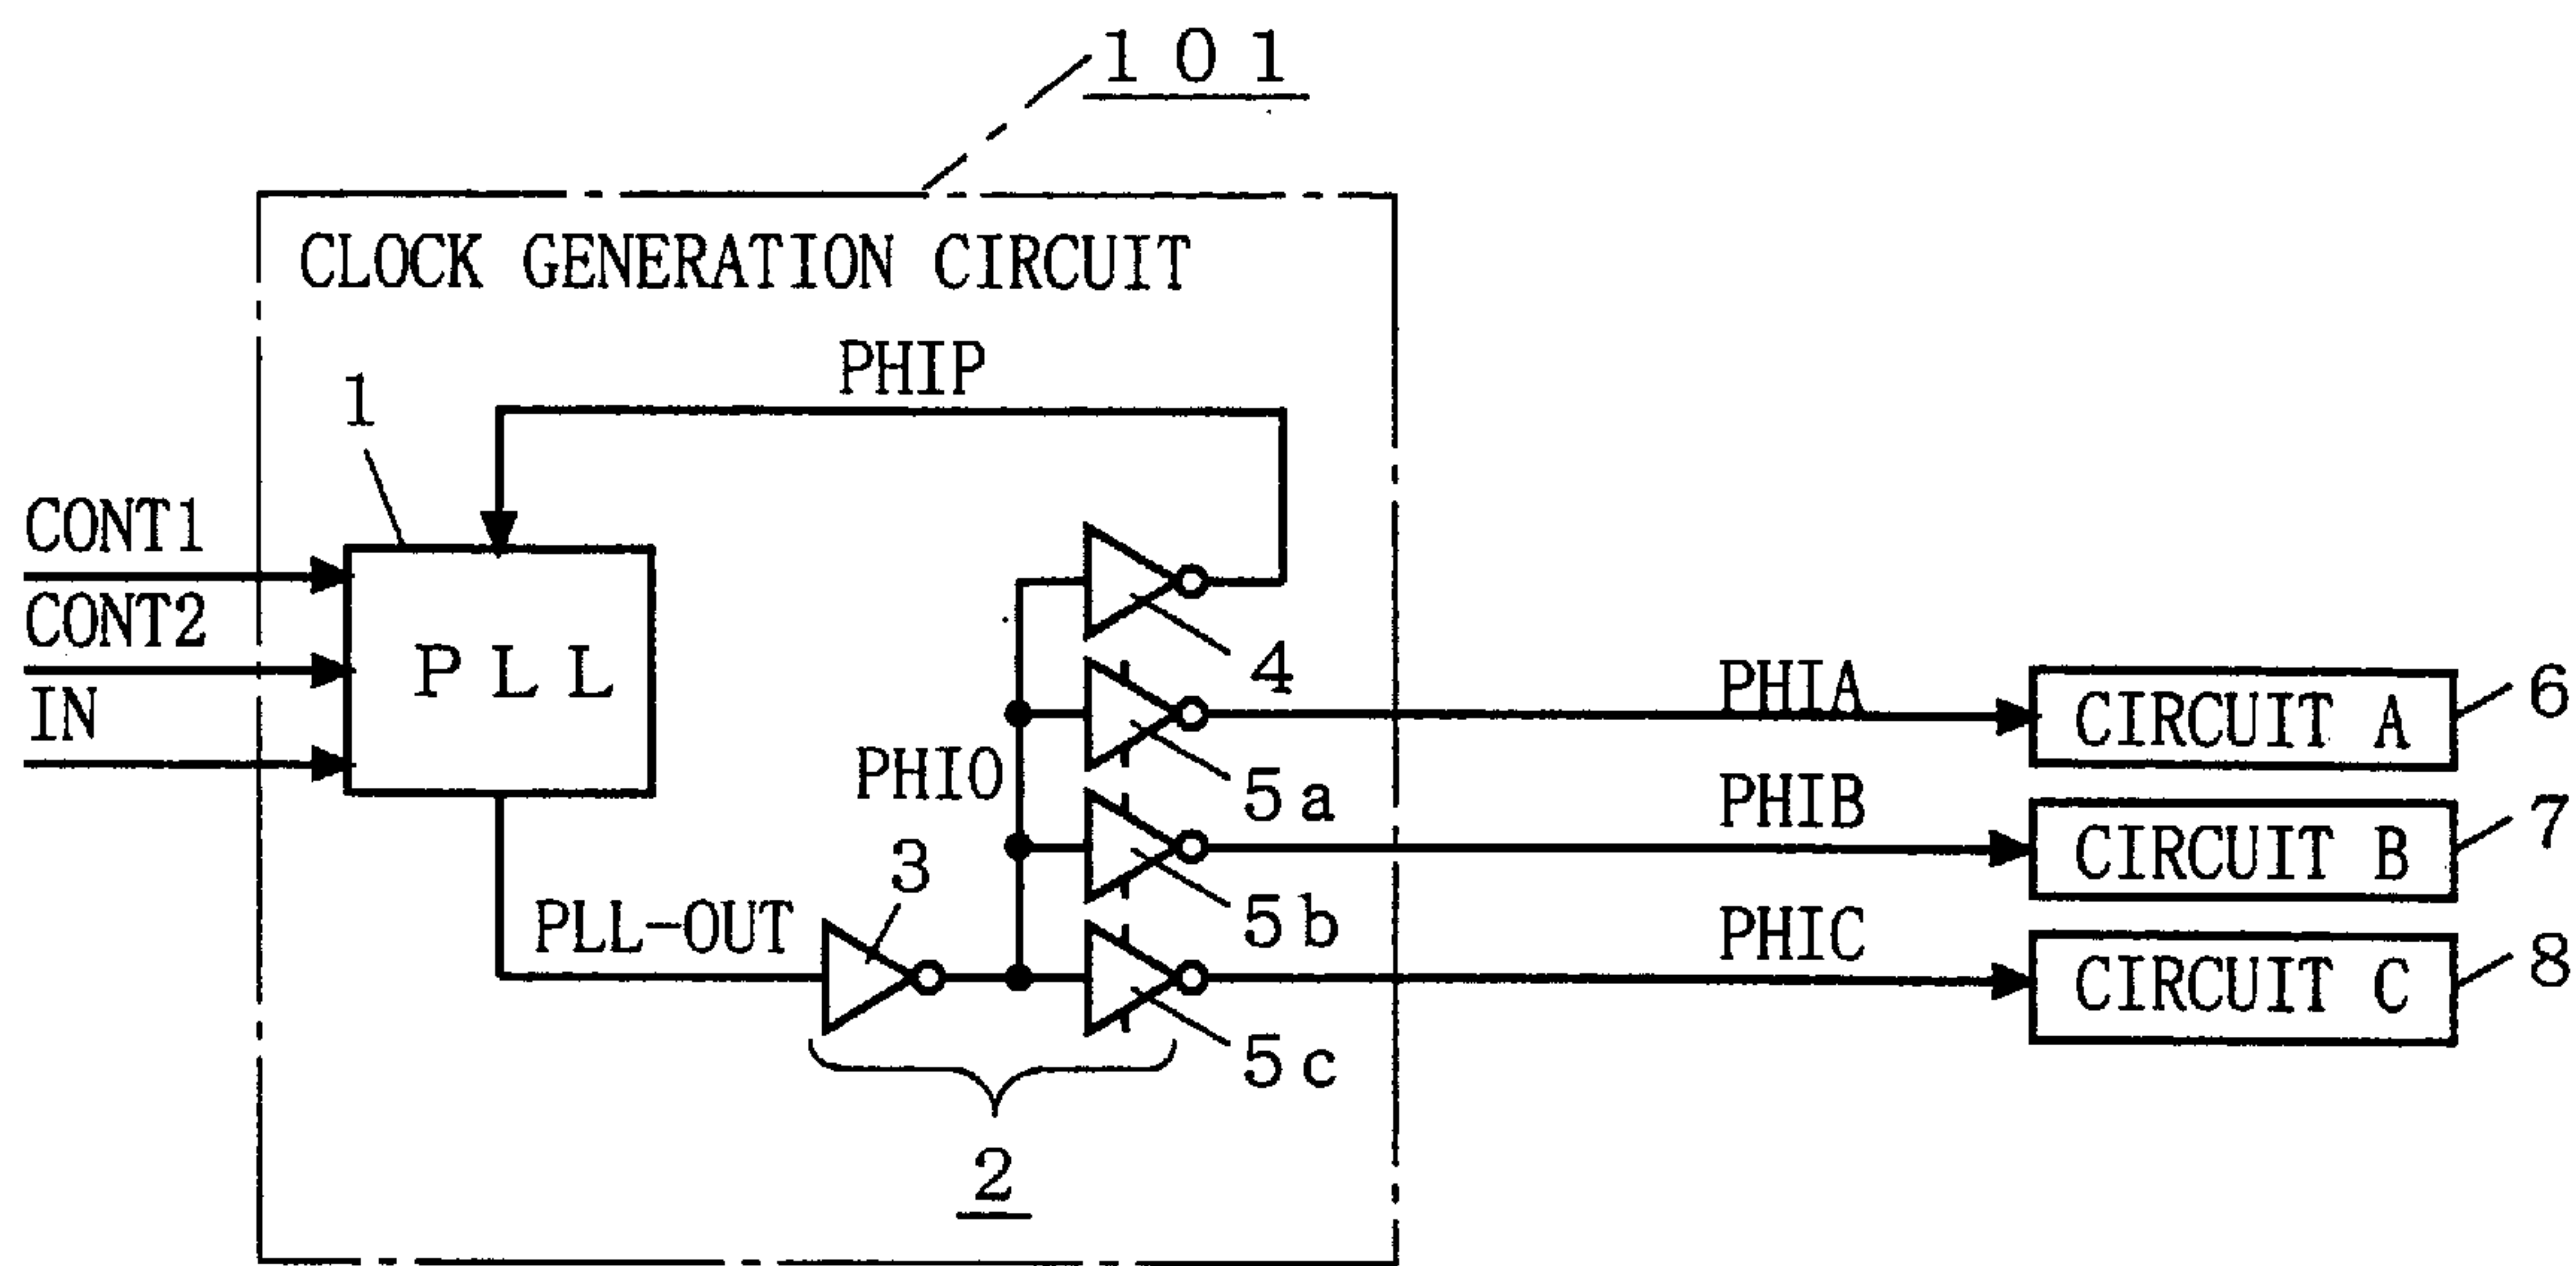 101
CLOCK GENERATION CIRCUIT
PHIP
1
CONT1
CONT2
IN
PLL
4
PHIA
CIRCUIT A
6
PHIO
5a
PHIB
CIRCUIT B
7
3
5b
PLL-OUT
PHIC
CIRCUIT C
8
5c
2